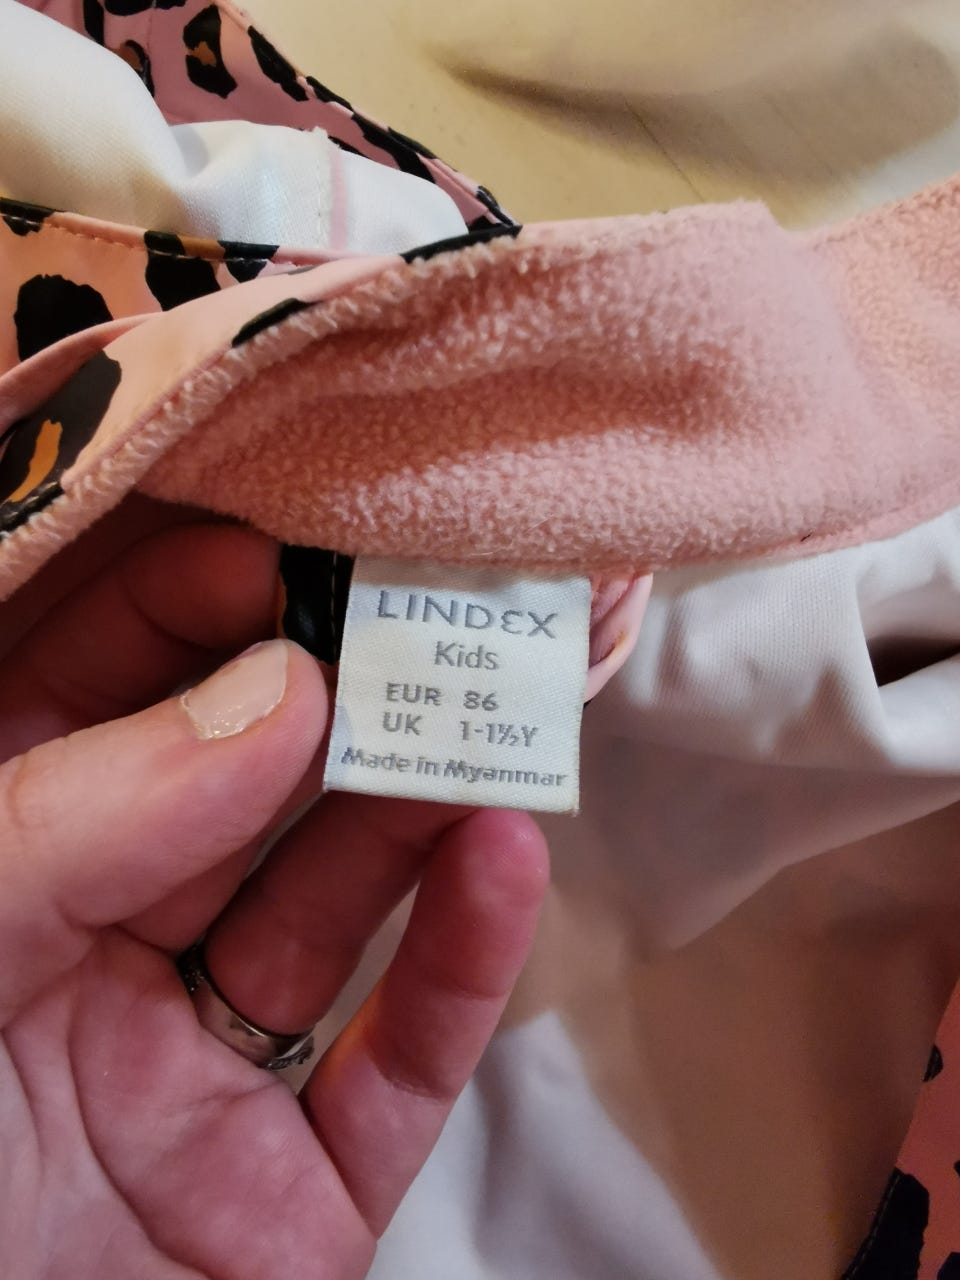 LINDEX
Kids
EUR 86
UK 1-1½Y
Made in Myanmar